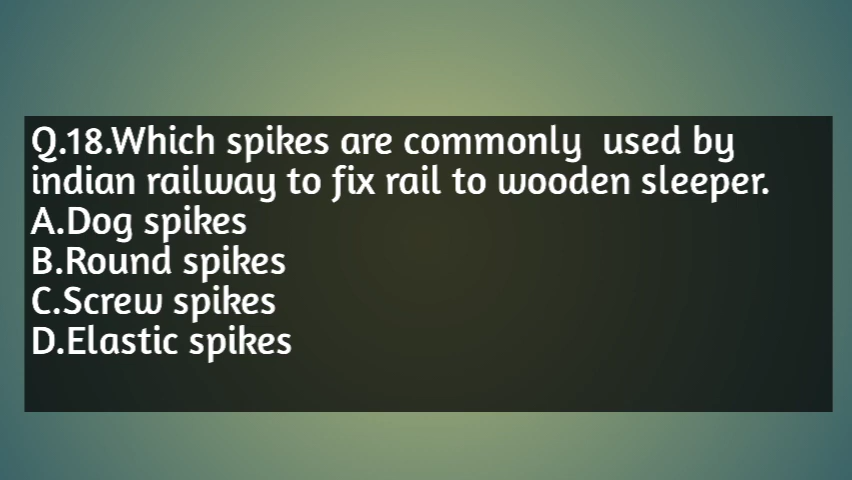 Q.18.Which spikes are commonly  used by
indian railway to fix rail to wooden sleeper.
A.Dog spikes
B.Round spikes
C.Screw spikes
D.Elastic spikes